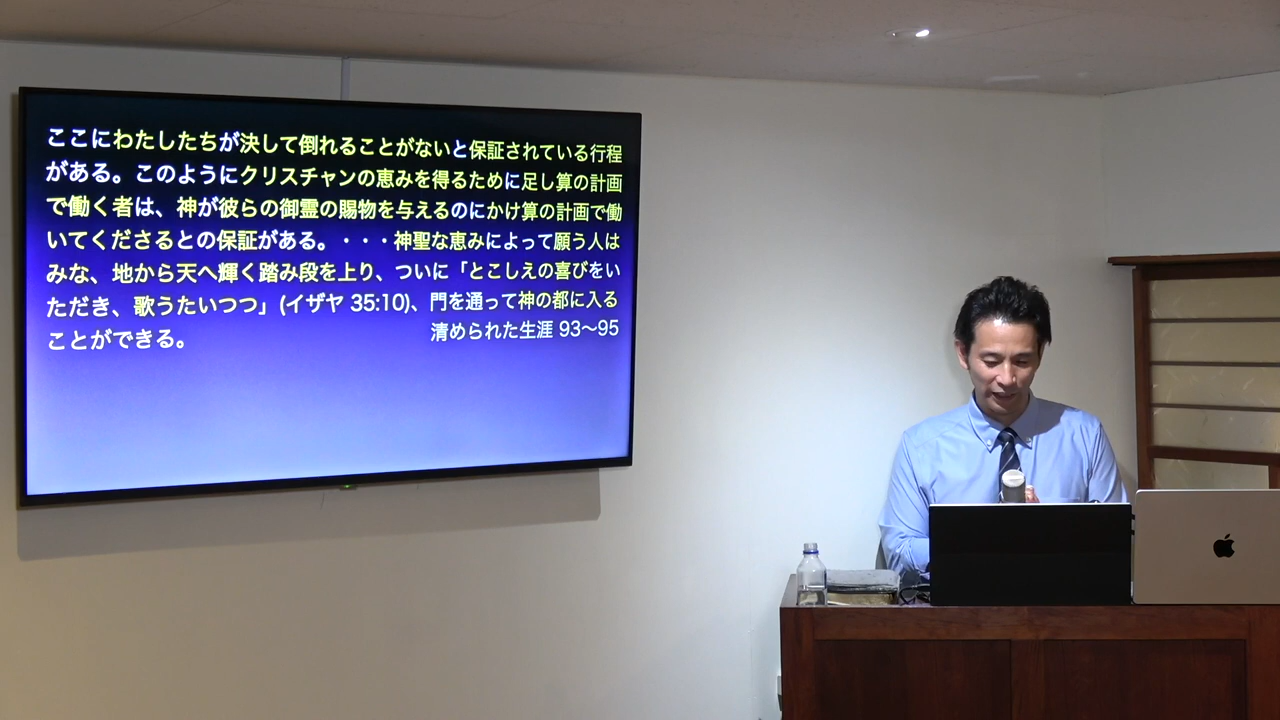 ここにわたしたちが決して倒れることがないと保証されている行程
がある。このようにクリスチャンの恵みを得るために足し算の計画
で働く者は、神が彼らの御霊の賜物を与えるのにかけ算の計画で働
いてくださるとの保証がある。・・・神聖な恵みによって願う人は
みな、地から天へ輝く踏み段を上り、ついに「とこしえの喜びをい
ただき、歌うたいつつ」(イザヤ 35:10)、門を通って神の都に入る
ことができる。
清められた生涯 93〜95